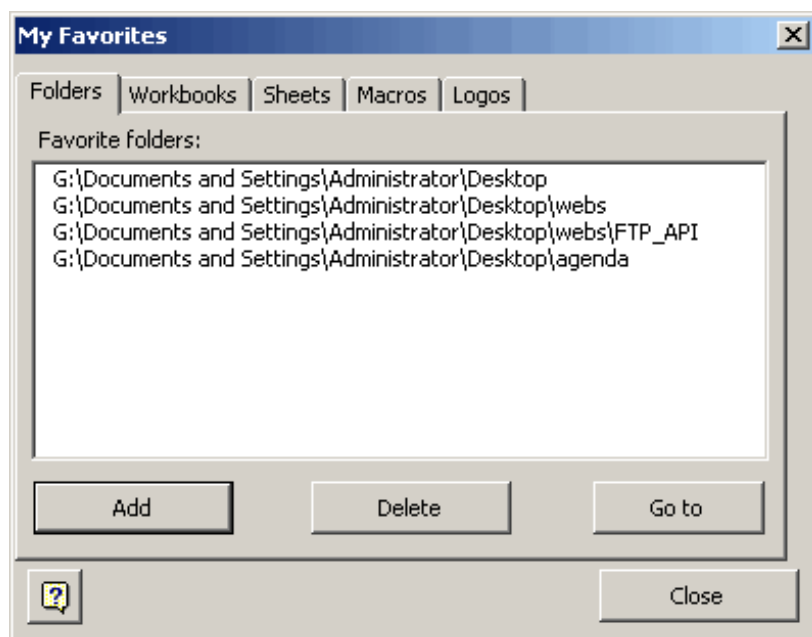 My Favorites
Folders Workbooks Sheets Macros Logos
Favorite folders:
G:\Documents and Settings\Administrator\Desktop
G:\Documents and Settings\Administrator\Desktop\webs
G:\Documents and Settings\Administrator\Desktop\webs\FTP_API
G:\Documents and Settings\Administrator\Desktop\agenda
Add Delete Go to
? Close